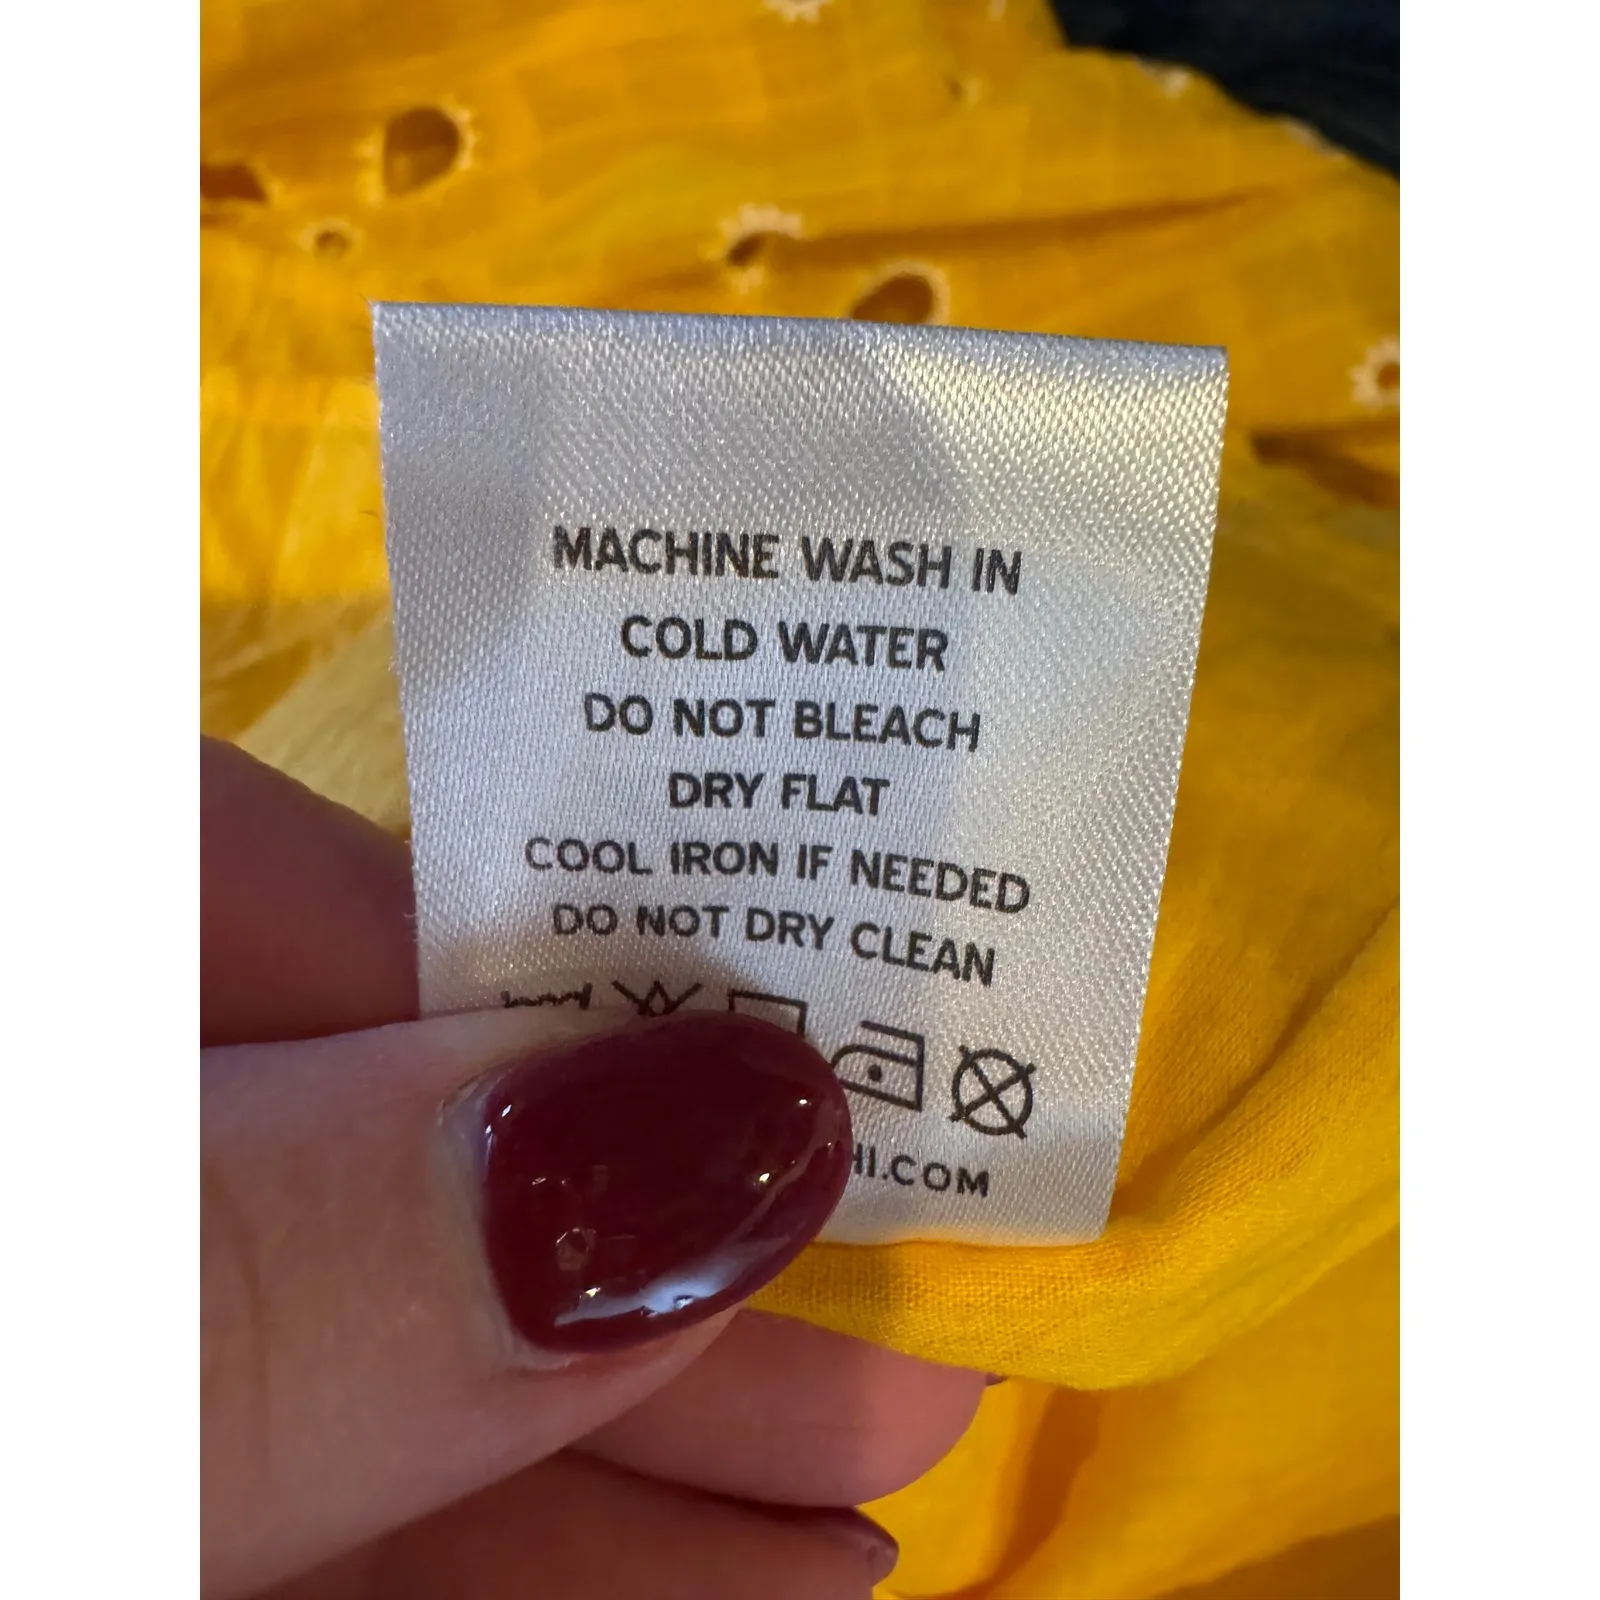 MACHINE WASH IN
COLD WATER
DO NOT BLEACH
DRY FLAT
COOL IRON IF NEEDED
DO NOT DRY CLEAN